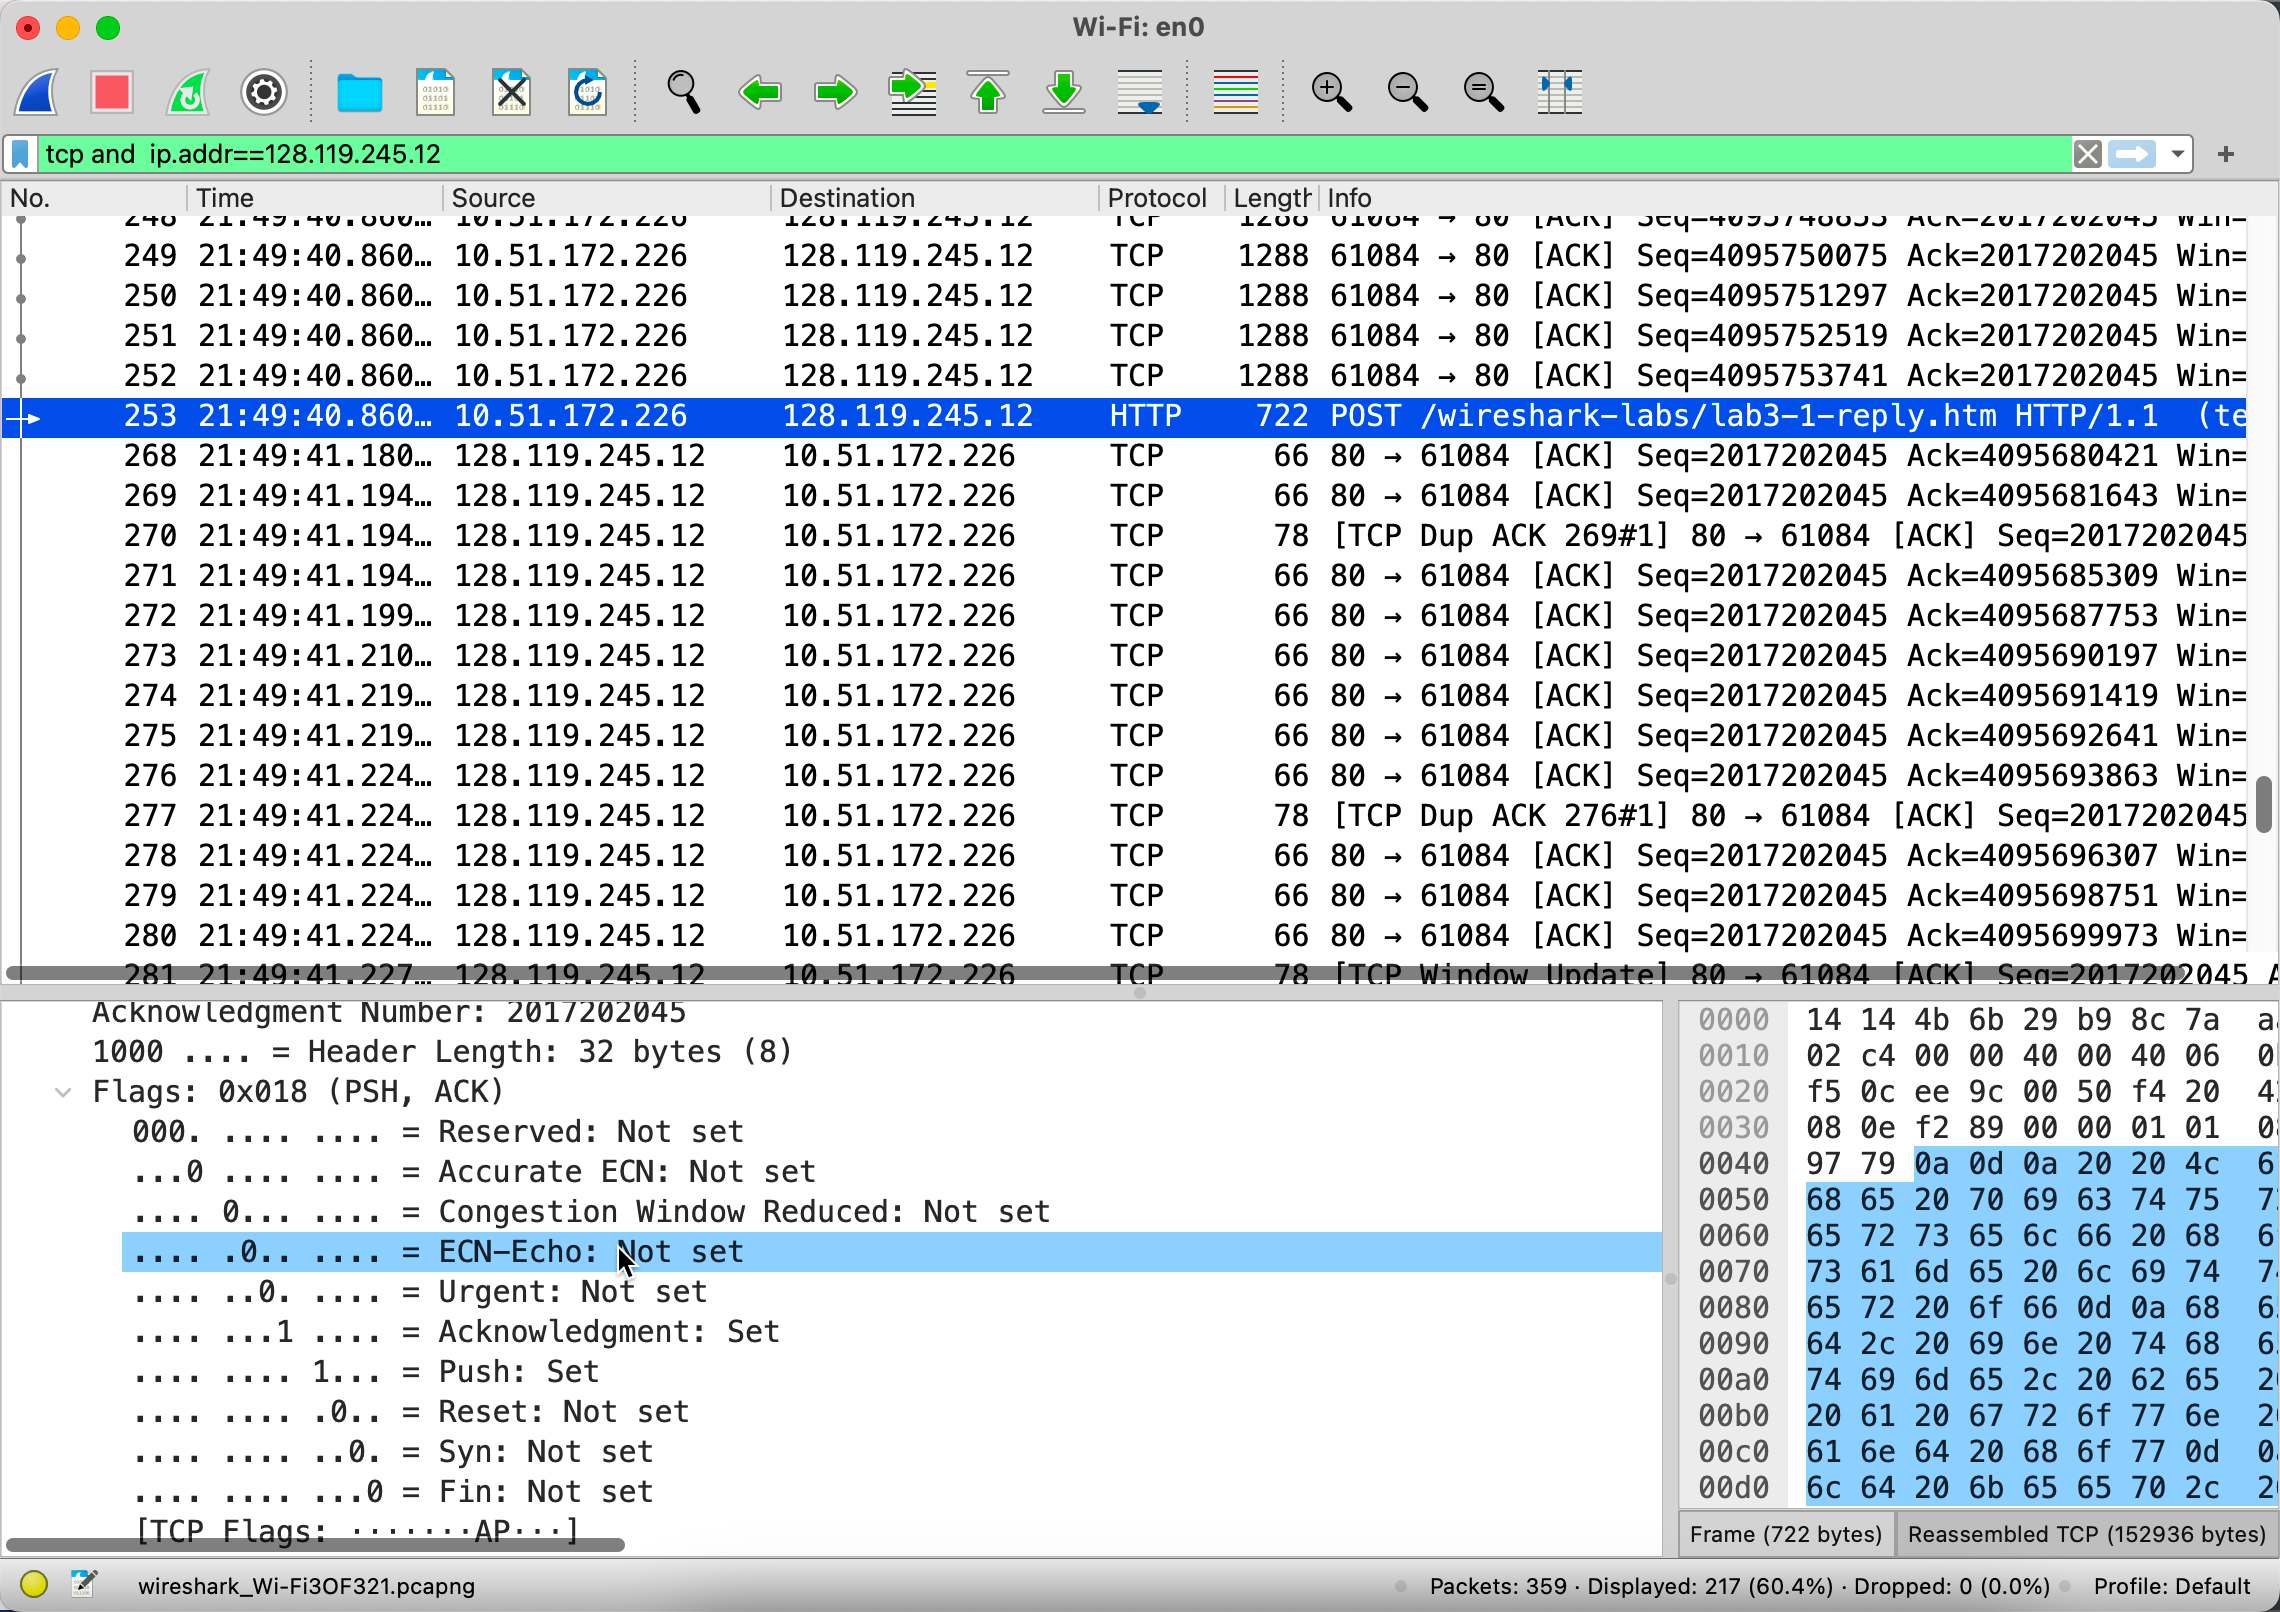 Wi-Fi: en0
tcp and  ip.addr==128.119.245.12
No. Time Source Destination Protocol Length Info
248 21:49:40.860… 10.51.172.226 128.119.245.12 TCP 1288 61084 → 80 [ACK] Seq=4095748853 Ack=2017202045 Win=
249 21:49:40.860… 10.51.172.226 128.119.245.12 TCP 1288 61084 → 80 [ACK] Seq=4095750075 Ack=2017202045 Win=
250 21:49:40.860… 10.51.172.226 128.119.245.12 TCP 1288 61084 → 80 [ACK] Seq=4095751297 Ack=2017202045 Win=
251 21:49:40.860… 10.51.172.226 128.119.245.12 TCP 1288 61084 → 80 [ACK] Seq=4095752519 Ack=2017202045 Win=
252 21:49:40.860… 10.51.172.226 128.119.245.12 TCP 1288 61084 → 80 [ACK] Seq=4095753741 Ack=2017202045 Win=
253 21:49:40.860… 10.51.172.226 128.119.245.12 HTTP 722 POST /wireshark-labs/lab3-1-reply.htm HTTP/1.1  (te
268 21:49:41.180… 128.119.245.12 10.51.172.226 TCP 66 80 → 61084 [ACK] Seq=2017202045 Ack=4095680421 Win=
269 21:49:41.194… 128.119.245.12 10.51.172.226 TCP 66 80 → 61084 [ACK] Seq=2017202045 Ack=4095681643 Win=
270 21:49:41.194… 128.119.245.12 10.51.172.226 TCP 78 [TCP Dup ACK 269#1] 80 → 61084 [ACK] Seq=2017202045
271 21:49:41.194… 128.119.245.12 10.51.172.226 TCP 66 80 → 61084 [ACK] Seq=2017202045 Ack=4095685309 Win=
272 21:49:41.199… 128.119.245.12 10.51.172.226 TCP 66 80 → 61084 [ACK] Seq=2017202045 Ack=4095687753 Win=
273 21:49:41.210… 128.119.245.12 10.51.172.226 TCP 66 80 → 61084 [ACK] Seq=2017202045 Ack=4095690197 Win=
274 21:49:41.219… 128.119.245.12 10.51.172.226 TCP 66 80 → 61084 [ACK] Seq=2017202045 Ack=4095691419 Win=
275 21:49:41.219… 128.119.245.12 10.51.172.226 TCP 66 80 → 61084 [ACK] Seq=2017202045 Ack=4095692641 Win=
276 21:49:41.224… 128.119.245.12 10.51.172.226 TCP 66 80 → 61084 [ACK] Seq=2017202045 Ack=4095693863 Win=
277 21:49:41.224… 128.119.245.12 10.51.172.226 TCP 78 [TCP Dup ACK 276#1] 80 → 61084 [ACK] Seq=2017202045
278 21:49:41.224… 128.119.245.12 10.51.172.226 TCP 66 80 → 61084 [ACK] Seq=2017202045 Ack=4095696307 Win=
279 21:49:41.224… 128.119.245.12 10.51.172.226 TCP 66 80 → 61084 [ACK] Seq=2017202045 Ack=4095698751 Win=
280 21:49:41.224… 128.119.245.12 10.51.172.226 TCP 66 80 → 61084 [ACK] Seq=2017202045 Ack=4095699973 Win=
281 21:49:41.227… 128.119.245.12 10.51.172.226 TCP 78 [TCP Window Update] 80 → 61084 [ACK] Seq=2017202045 A
Acknowledgment Number: 2017202045
1000 .... = Header Length: 32 bytes (8)
Flags: 0x018 (PSH, ACK)
000. .... .... = Reserved: Not set
...0 .... .... = Accurate ECN: Not set
.... 0... .... = Congestion Window Reduced: Not set
.... .0.. .... = ECN-Echo: Not set
.... ..0. .... = Urgent: Not set
.... ...1 .... = Acknowledgment: Set
.... .... 1... = Push: Set
.... .... .0.. = Reset: Not set
.... .... ..0. = Syn: Not set
.... .... ...0 = Fin: Not set
[TCP Flags: ·······AP···]
0000 14 14 4b 6b 29 b9 8c 7a
0010 02 c4 00 00 40 00 40 06
0020 f5 0c ee 9c 00 50 f4 20
0030 08 0e f2 89 00 00 01 01
0040 97 79 0a 0d 0a 20 20 4c
0050 68 65 20 70 69 63 74 75
0060 65 72 73 65 6c 66 20 68
0070 73 61 6d 65 20 6c 69 74
0080 65 72 20 6f 66 0d 0a 68
0090 64 2c 20 69 6e 20 74 68
00a0 74 69 6d 65 2c 20 62 65
00b0 20 61 20 67 72 6f 77 6e
00c0 61 6e 64 20 68 6f 77 0d
00d0 6c 64 20 6b 65 65 70 2c
Frame (722 bytes) Reassembled TCP (152936 bytes)
wireshark_Wi-Fi3OF321.pcapng Packets: 359 · Displayed: 217 (60.4%) · Dropped: 0 (0.0%) Profile: Default